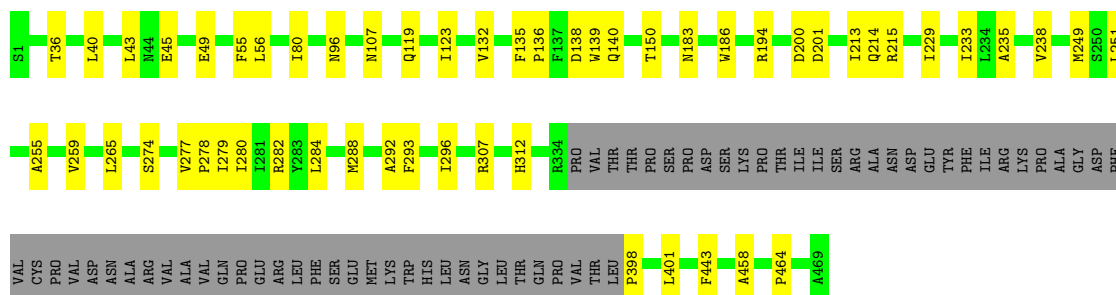 S1 T36 L40 L43 N44 E45 E49 F55 L56 I80 N96 N107 Q119 I123 V132 F135 P136 F137 D138 W139 Q140 T150 N183 W186 R194 D200 D201 I213 Q214 R215 I229 I233 L234 A235 V238 M249 S250 L251
A255 V259 L265 S274 V277 P278 I279 I280 I281 R282 Y283 L284 M288 A292 F293 I296 R307 H312 R334 PRO VAL THR THR PRO SER PRO ASP SER LYS PRO THR ILE ILE SER ARG ALA ASN ASP GLU TYR PHE ILE ARG LYS PRO ALA GLY ASP PHE
VAL CYS PRO VAL ASP ASN ALA ARG VAL ALA VAL GLN PRO GLU ARG LEU PHE SER GLU MET LYS TRP HIS LEU ASN GLY LEU THR GLN PRO VAL THR LEU P398 L401 F443 A458 P464 A469